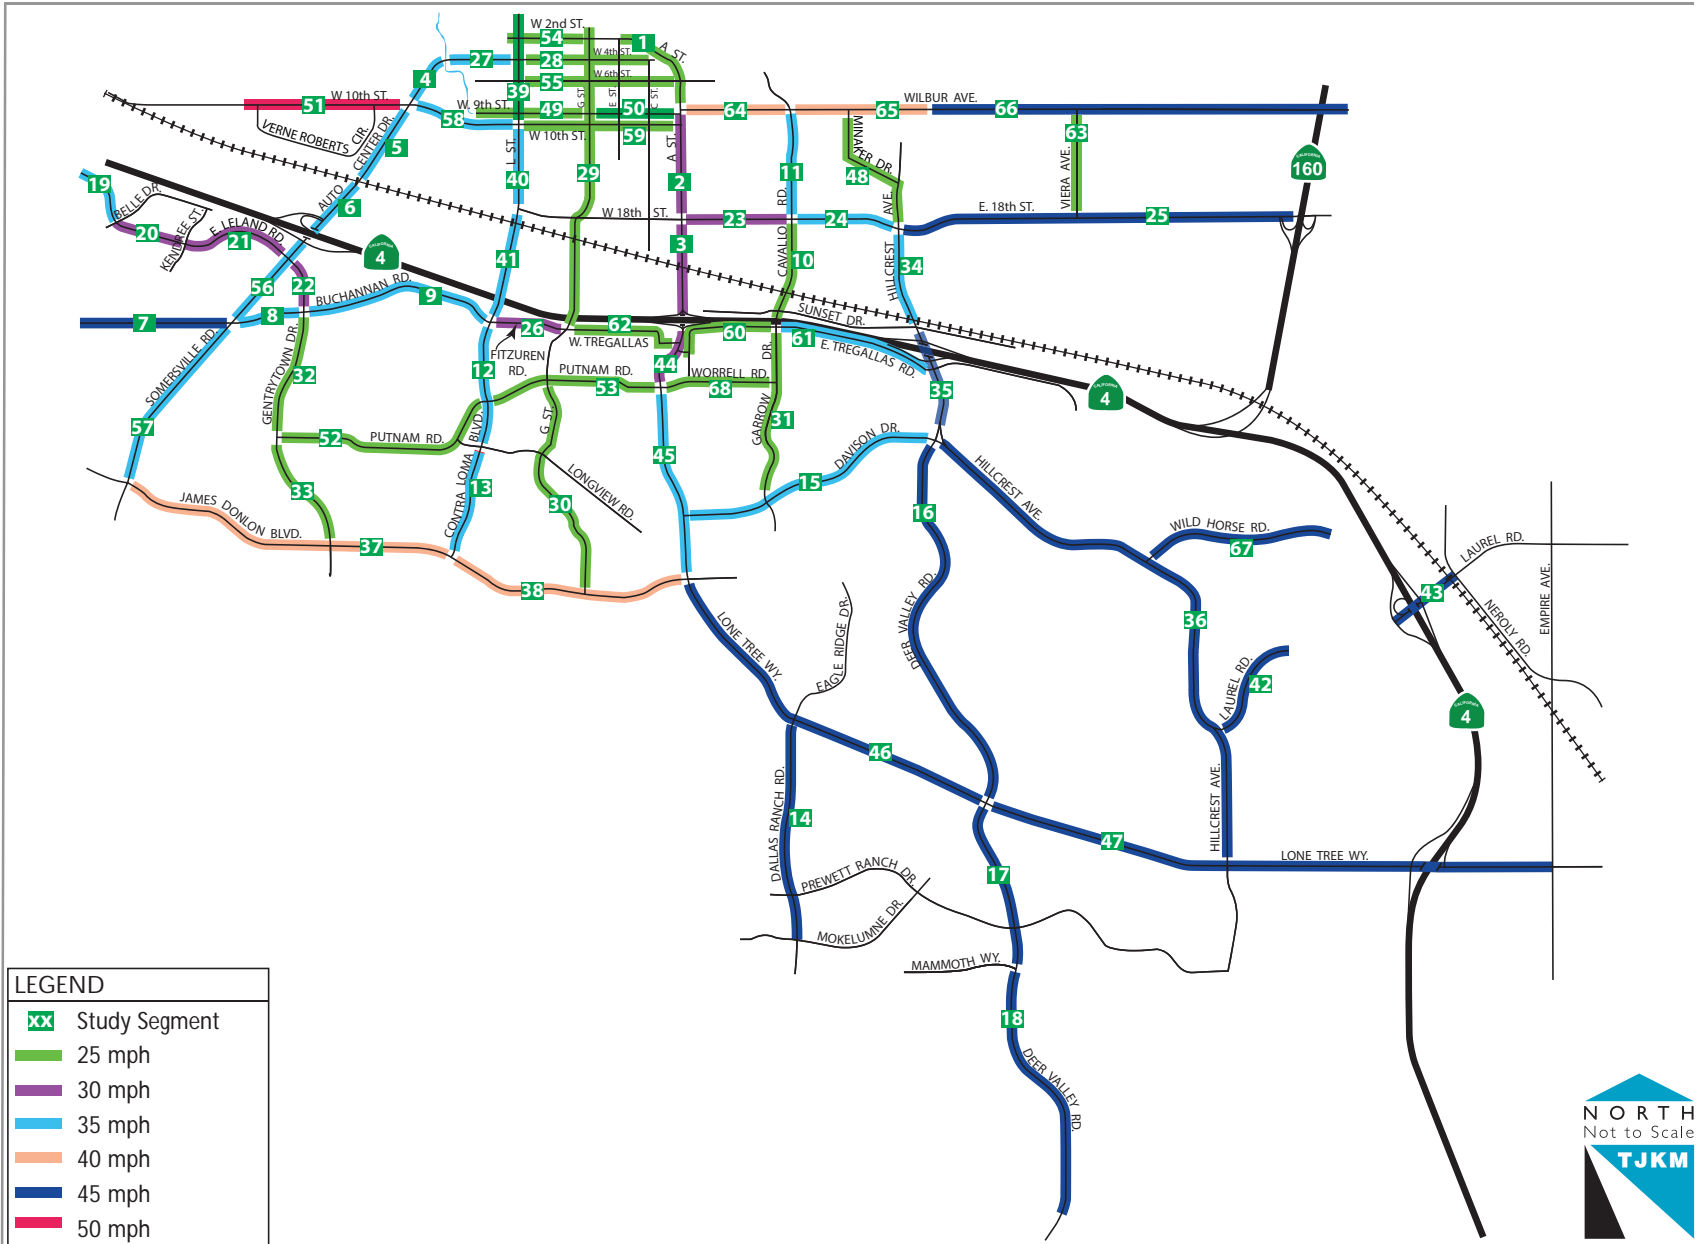 W 2nd ST.
54
1
A ST.
W 4th ST.
27
28
W 6th ST.
4
55
39
G ST.
E ST.
C ST.
W 10th ST.
51
W. 9th ST.
49
50
64
65
WILBUR AVE.
66
58
W 10th ST.
59
VERNE ROBERTS CIR.
5
CENTER DR.
AUTO
L ST.
A ST.
MINAKER DR.
63
VIERA AVE.
160
CALIFORNIA
19
BELLE DR.
6
40
29
2
11
48
RD.
AVE.
20
KENDREE ST.
21
E. LELAND RD
W 18th ST.
23
24
E. 18th ST.
25
CALIFORNIA
4
41
3
CAVALLO
10
HILLCREST
34
56
22
BUCHANNAN RD.
9
7
8
26
62
60
SUNSET DR.
61
E. TREGALLAS RD.
W. TREGALLAS
FITZUREN RD.
SOMERSVILLE RD.
GENTRYTOWN DR.
32
12
PUTNAM RD.
53
44
WORRELL RD.
68
DR.
35
CALIFORNIA
4
57
52
PUTNAM RD.
BLVD.
G ST.
45
GARROW
31
DAVISON DR.
15
33
13
CONTRA LOMA
30
LONGVIEW RD.
16
HILLCREST AVE.
JAMES DONLON BLVD.
37
38
WILD HORSE RD.
67
LAUREL RD.
43
EMPIRE AVE.
NEROLY RD.
LONE TREE WY.
EAGLE RIDGE DR.
DEER VALLEY RD.
36
LAUREL RD.
42
CALIFORNIA
4
46
DALLAS RANCH RD.
14
HILLCREST AVE.
47
LONE TREE WY.
17
PREWETT RANCH DR.
MOKELUMNE DR.
MAMMOTH WY.
18
DEER VALLEY RD.
LEGEND
XX Study Segment
25 mph
30 mph
35 mph
40 mph
45 mph
50 mph
NORTH
Not to Scale
TJKM